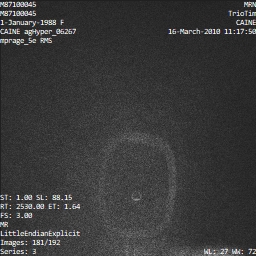 M87100045
M87100045
1-January-1988 F
CAINE agHyper_06267
mprage_5e RMS
MRN
TrioTim
CAINE
16-March-2010 11:17:50
ST: 1.00 SL: 88.15
RT: 2530.00 ET: 1.64
FS: 3.00
MR
LittleEndianExplicit
Images: 181/192
Series: 3
WL: 27 WW: 72